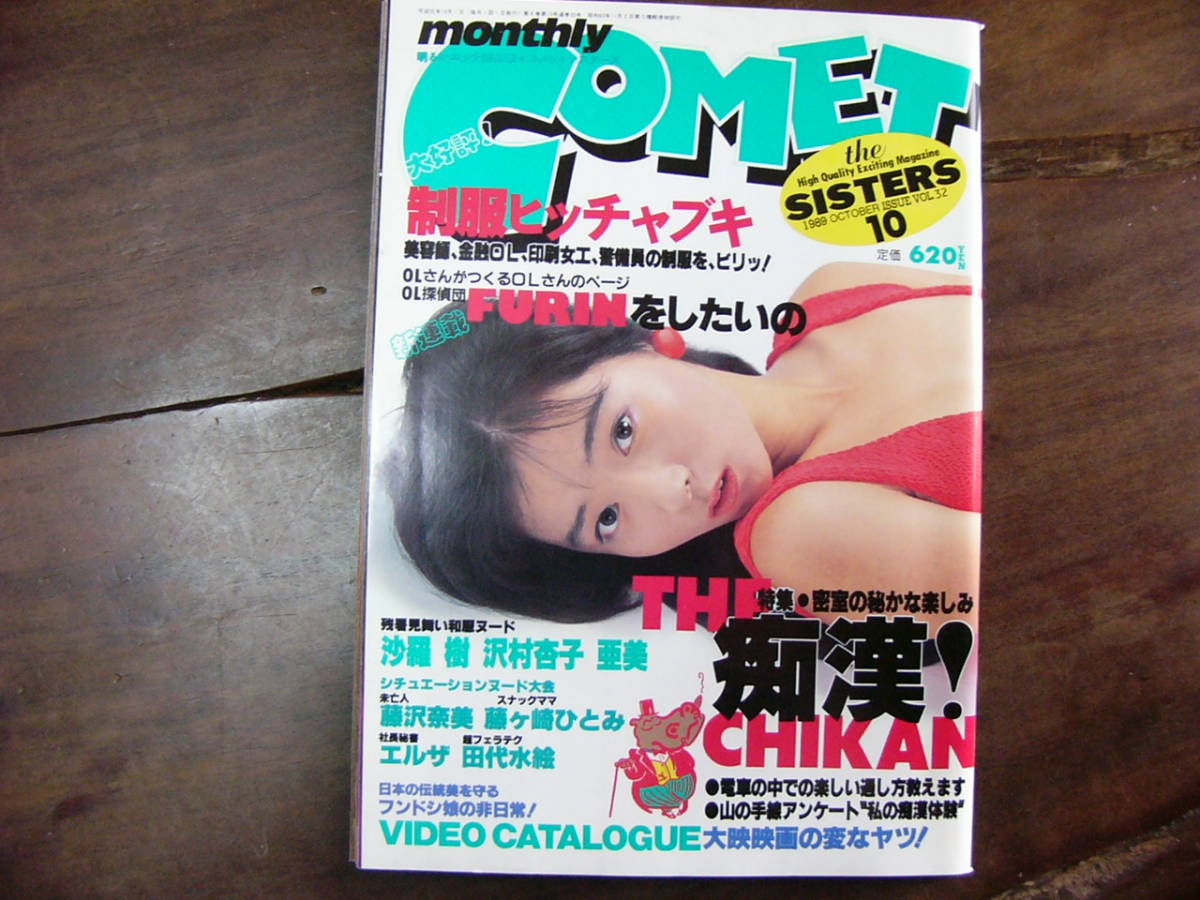 monthly
COMET
the
High Quality Exciting Magazine
SISTERS
1989 OCTOBER ISSUE VOL.32
10
定価 620YEN
大好評!
制服ヒッチャブキ
美容師、金融OL、印刷女工、警備員の制服を、ビリッ!
OLさんがつくるOLさんのページ
OL探偵団
FURINをしたいの
新連載
THE
特集・密室の秘かな楽しみ
痴漢!
CHIKAN
●電車の中での楽しい過し方教えます
●山の手線アンケート"私の痴漢体験"
残暑見舞い和服ヌード
沙羅 樹 沢村杏子 亜美
シチュエーションヌード大会
未亡人 スナックママ
藤沢奈美 藤ヶ崎ひとみ
社長秘書 超フェラテク
エルザ 田代水絵
日本の伝統美を守る
フンドシ娘の非日常!
VIDEO CATALOGUE大映映画の変なヤツ!